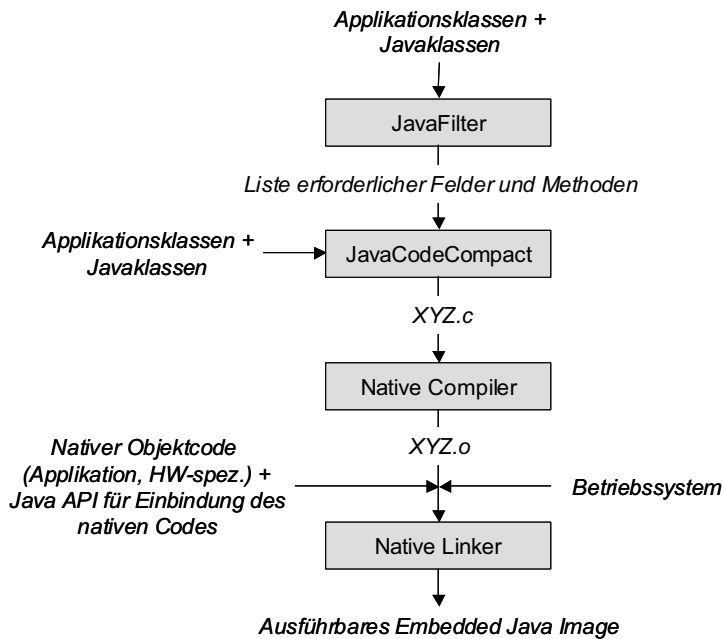 Applikationsklassen +
Javaklassen
JavaFilter
Liste erforderlicher Felder und Methoden
Applikationsklassen +
Javaklassen
JavaCodeCompact
XYZ.c
Native Compiler
XYZ.o
Nativer Objektcode
(Applikation, HW-spez.) +
Java API für Einbindung des
nativen Codes
Betriebssystem
Native Linker
Ausführbares Embedded Java Image